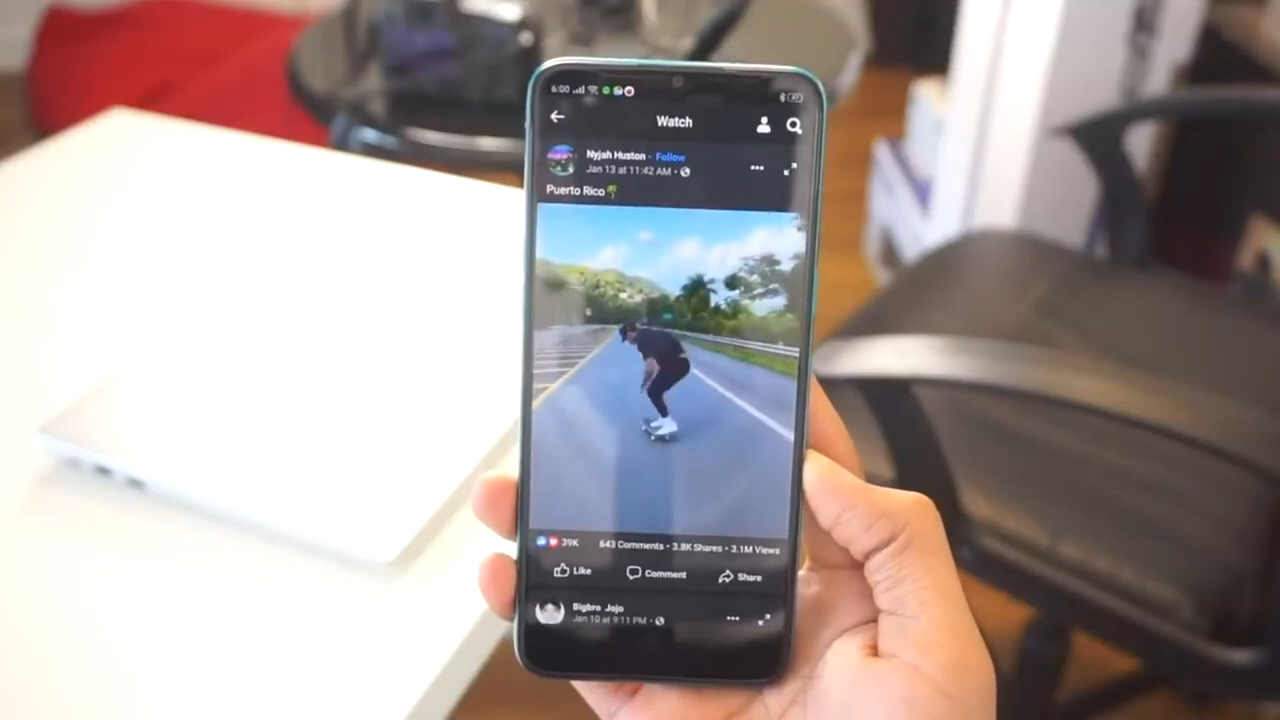 6:00
47
Watch
Nyjah Huston · Follow
Jan 13 at 11:42 AM ·
Puerto Rico🌴
39K 643 Comments · 3.8K Shares · 3.1M Views
Like Comment Share
Bigbro Jojo
Jan 10 at 9:11 PM ·